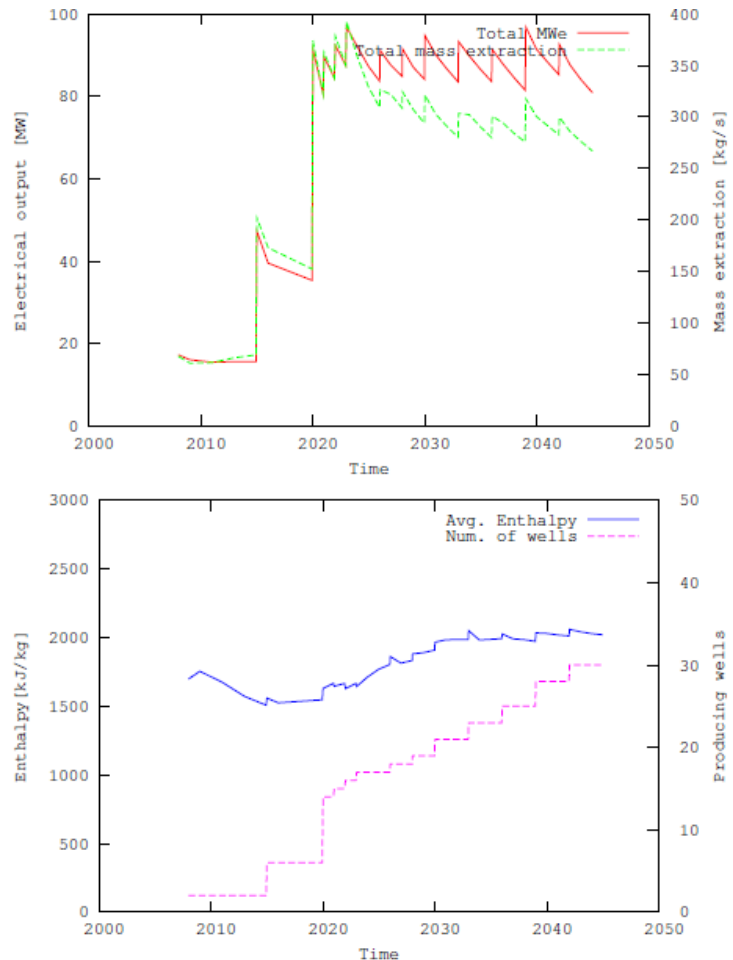 Total MWe
Total mass extraction
Electrical output [MW]
Mass extraction [kg/s]
100
80
60
40
20
0
400
350
300
250
200
150
100
50
0
2000 2010 2020 2030 2040 2050
Time
Avg. Enthalpy
Num. of wells
Enthalpy[kJ/kg]
Producing wells
3000
2500
2000
1500
1000
500
0
50
40
30
20
10
0
2000 2010 2020 2030 2040 2050
Time